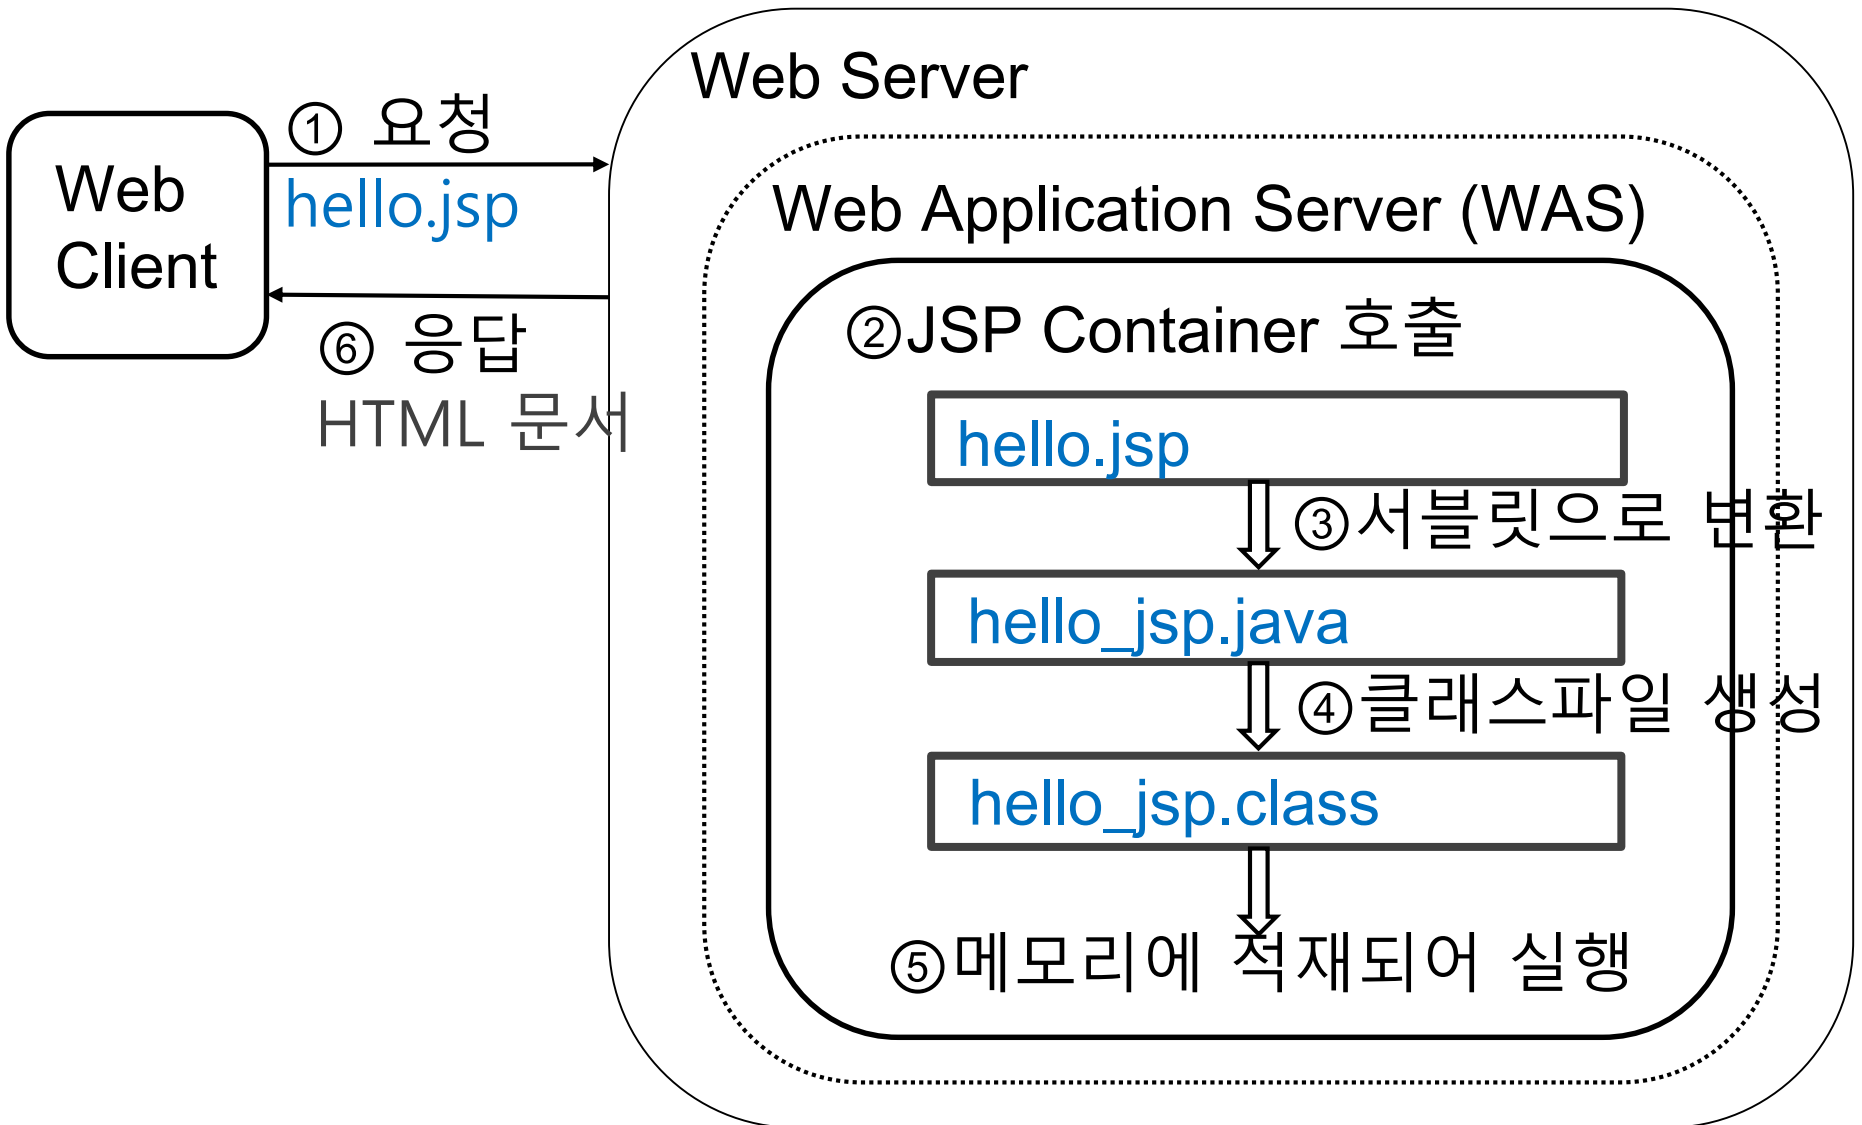 Web Server
① 요청
Web
Client
hello.jsp
Web Application Server (WAS)
⑥ 응답
HTML 문서
②JSP Container 호출
hello.jsp
③서블릿으로 변환
hello_jsp.java
④클래스파일 생성
hello_jsp.class
⑤메모리에 적재되어 실행